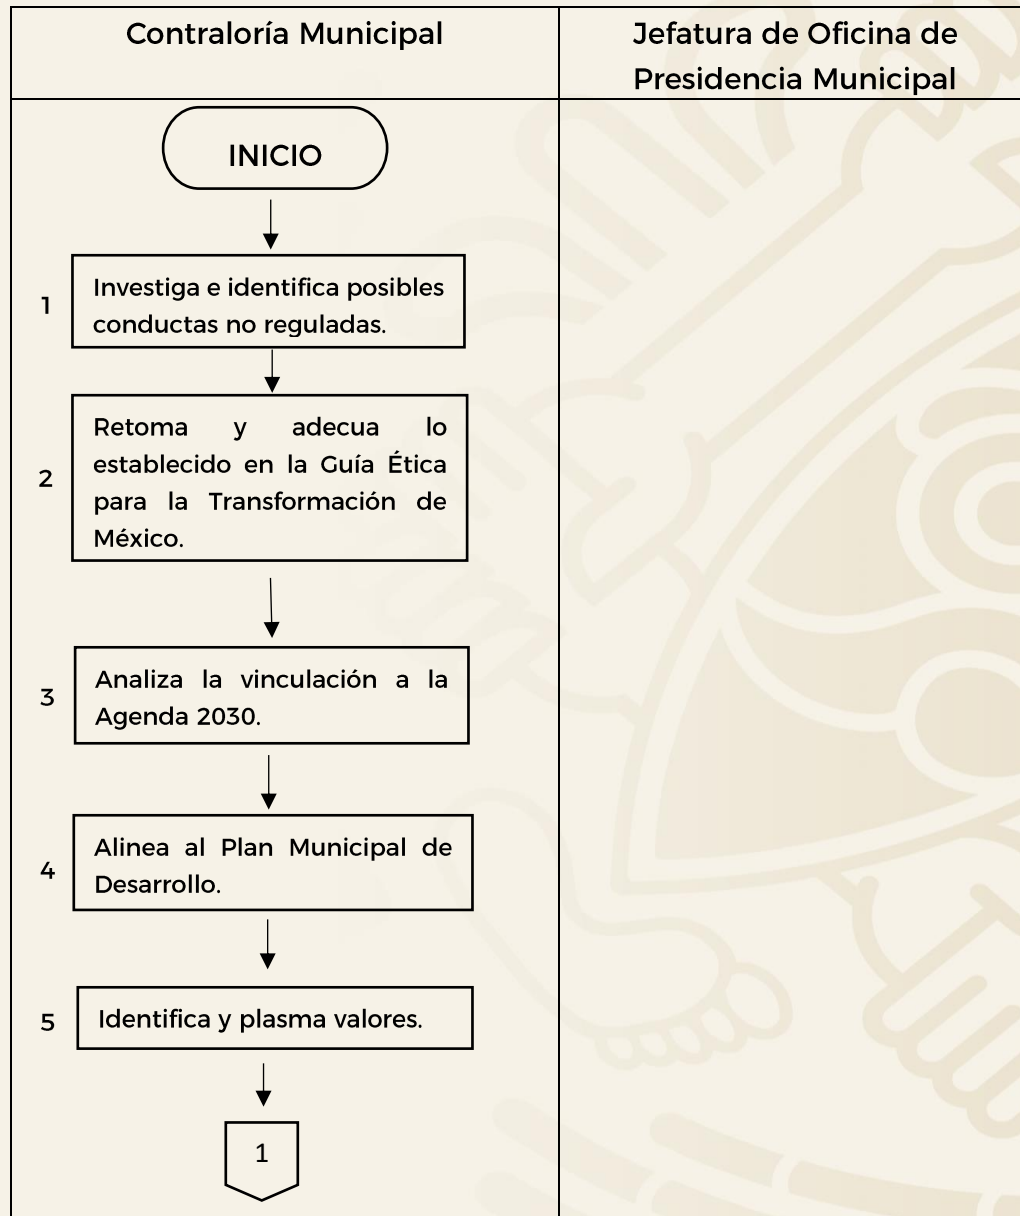 Contraloría Municipal
Jefatura de Oficina de
Presidencia Municipal
INICIO
1
Investiga e identifica posibles
conductas no reguladas.
2
Retoma y adecua lo
establecido en la Guía Ética
para la Transformación de
México.
3
Analiza la vinculación a la
Agenda 2030.
4
Alinea al Plan Municipal de
Desarrollo.
5
Identifica y plasma valores.
1